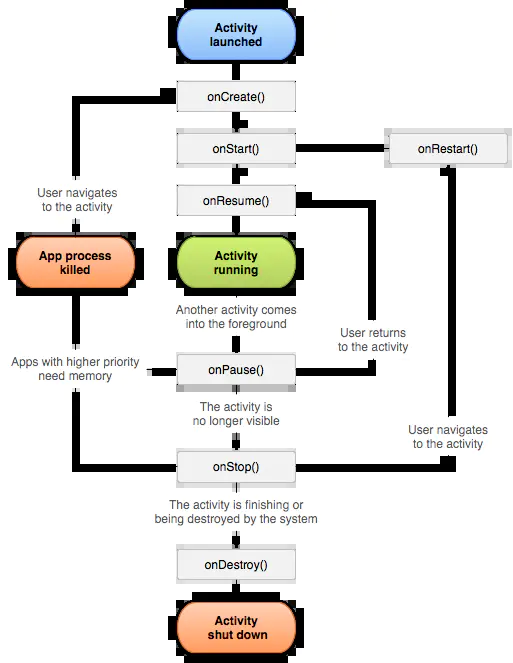 Activity
launched
onCreate()
onStart()
onRestart()
User navigates
to the activity
onResume()
App process
killed
Activity
running
Another activity comes
into the foreground
User returns
to the activity
Apps with higher priority
need memory
onPause()
The activity is
no longer visible
User navigates
to the activity
onStop()
The activity is finishing or
being destroyed by the system
onDestroy()
Activity
shut down